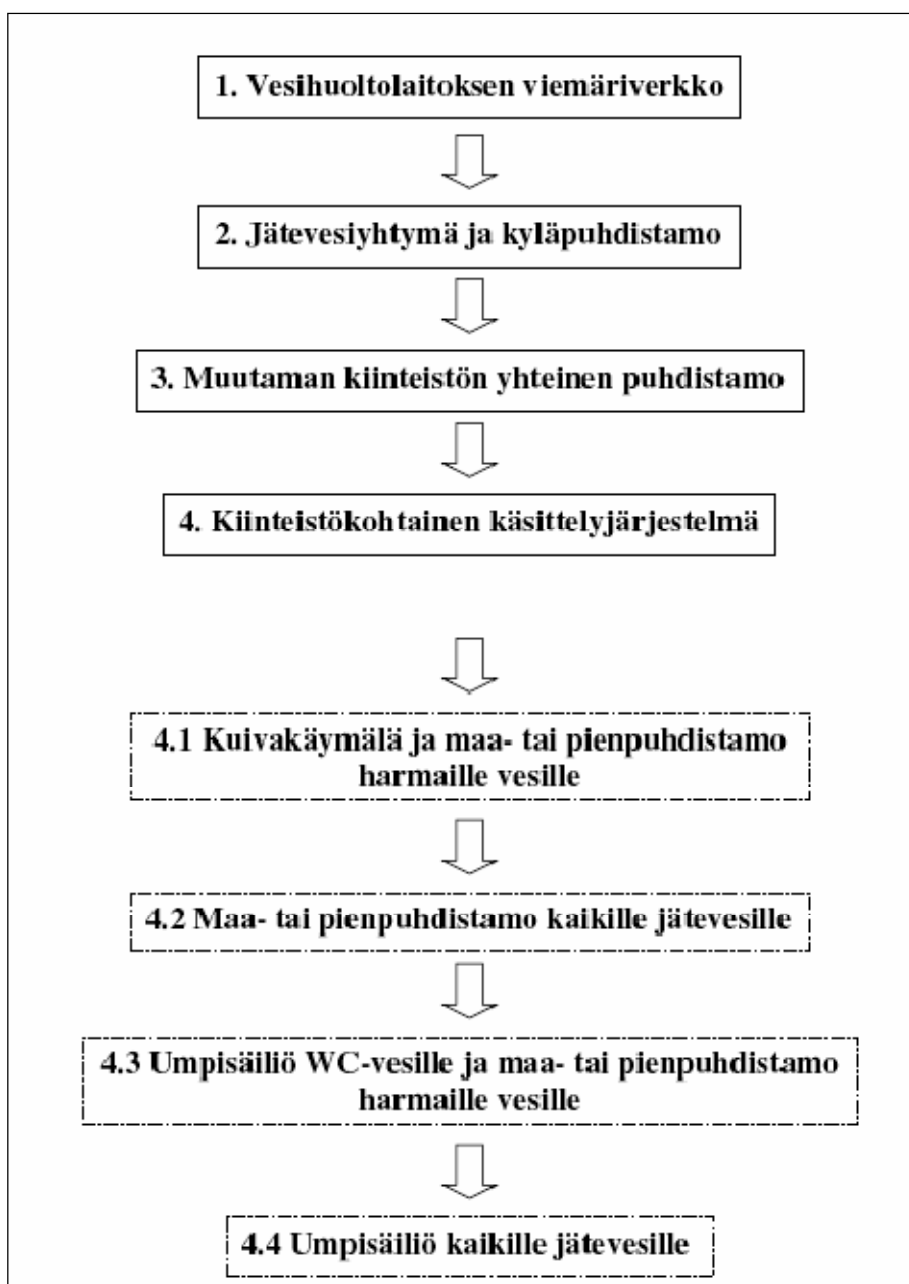 1. Vesihuoltolaitoksen viemäriverkko
2. Jätevesiyhtymä ja kyläpuhdistamo
3. Muutaman kiinteistön yhteinen puhdistamo
4. Kiinteistökohtainen käsittelyjärjestelmä
4.1 Kuivakäymälä ja maa- tai pienpuhdistamo
harmaille vesille
4.2 Maa- tai pienpuhdistamo kaikille jätevesille
4.3 Umpisäiliö WC-vesille ja maa- tai pienpuhdistamo
harmaille vesille
4.4 Umpisäiliö kaikille jätevesille